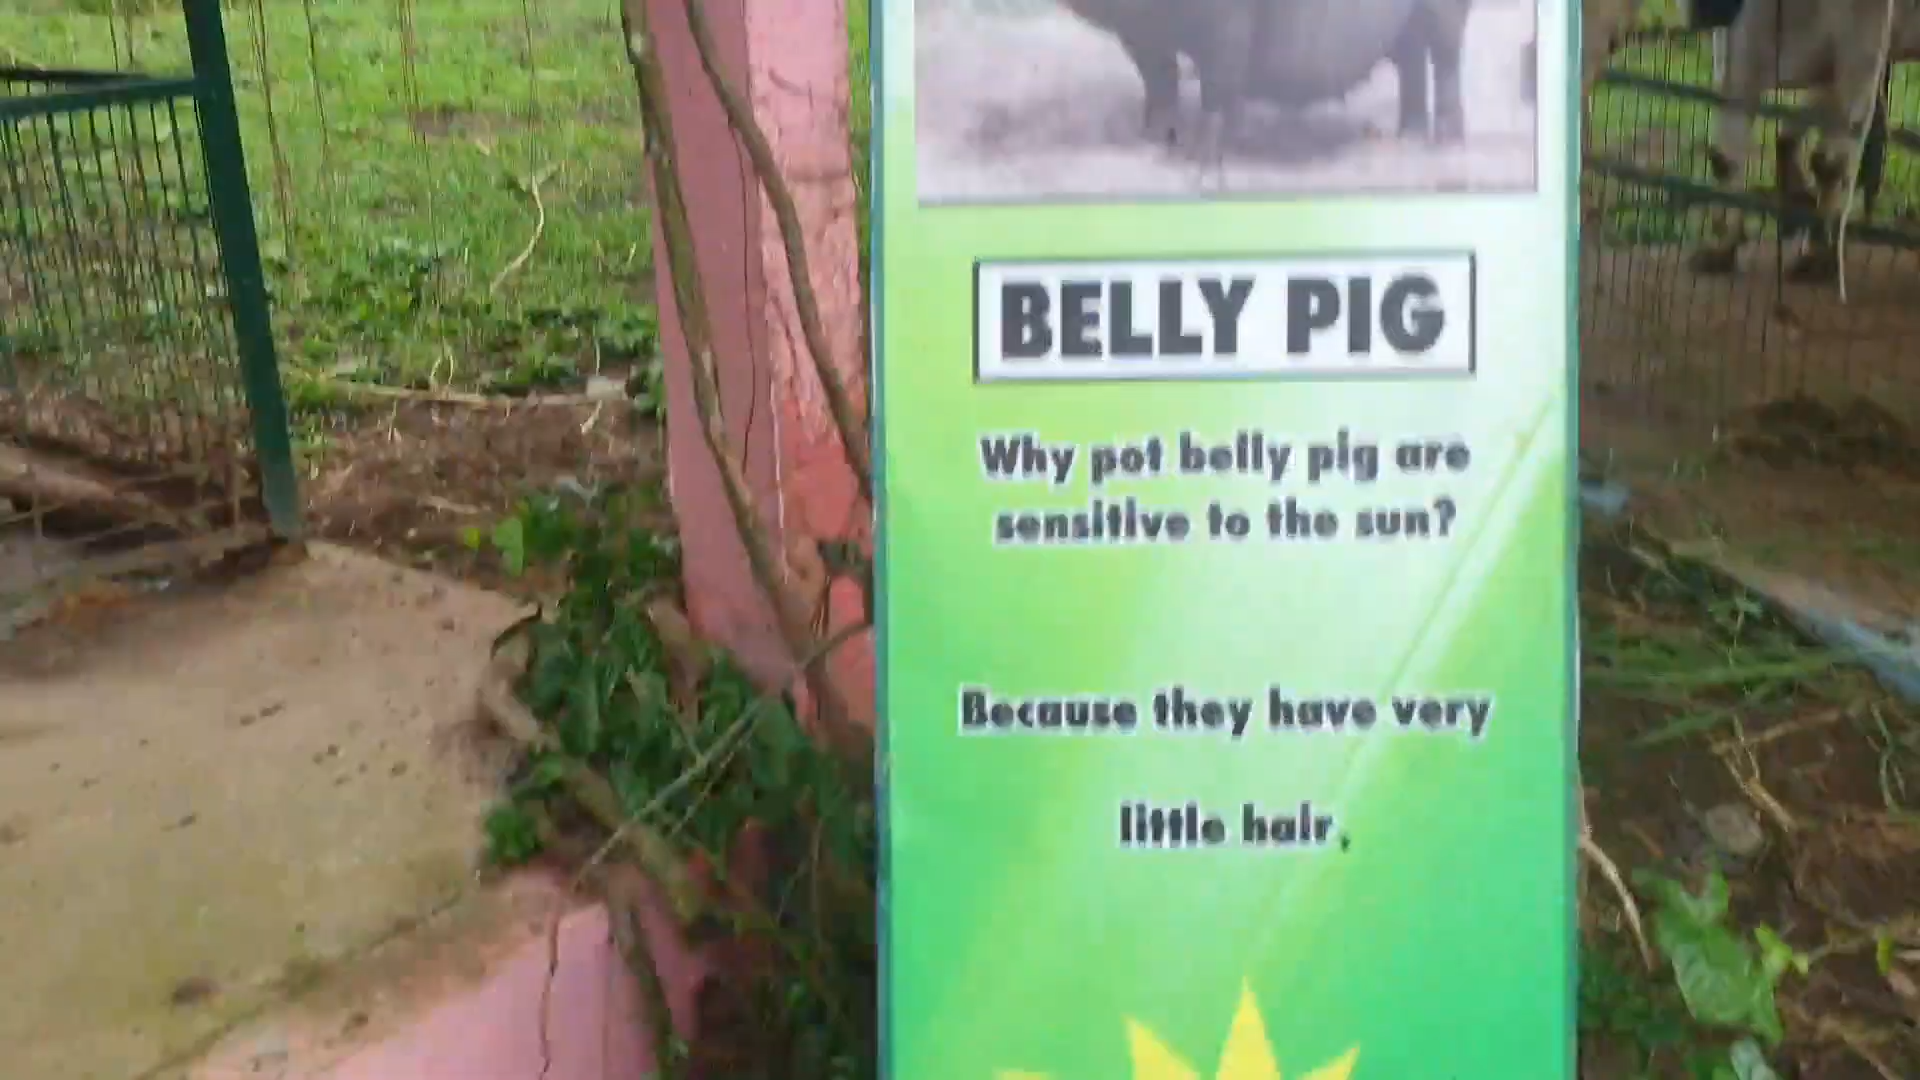 BELLY PIG
Why pot belly pig are
sensitive to the sun?
Because they have very
little hair,